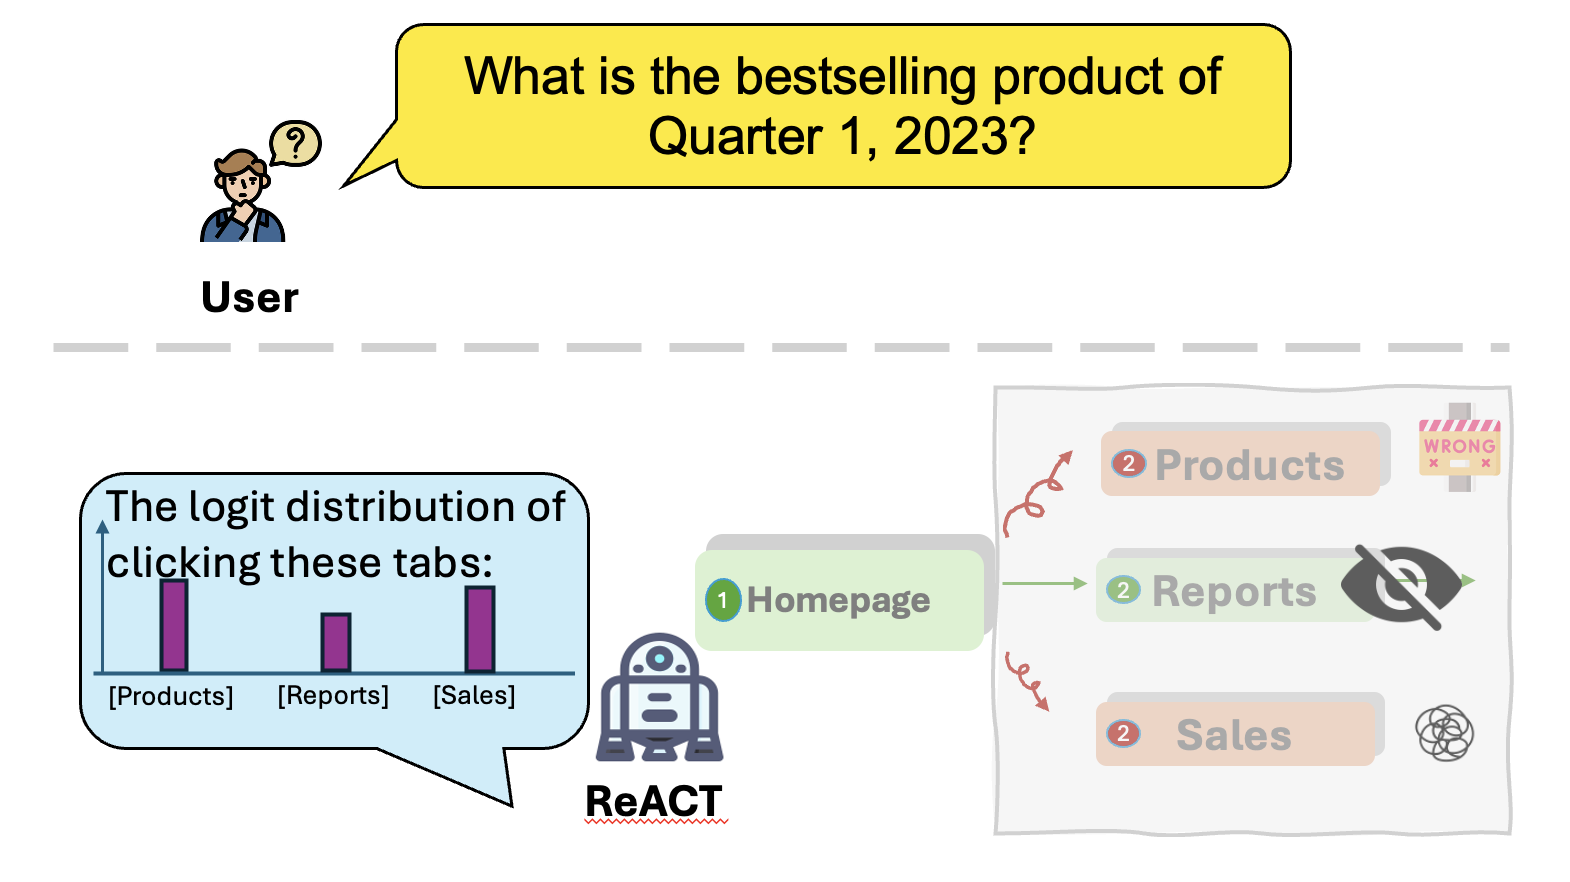 What is the bestselling product of
Quarter 1, 2023?
?
User
The logit distribution of
clicking these tabs:
[Products]
[Reports]
[Sales]
ReACT
1 Homepage
2 Products
WRONG
2 Reports
2 Sales